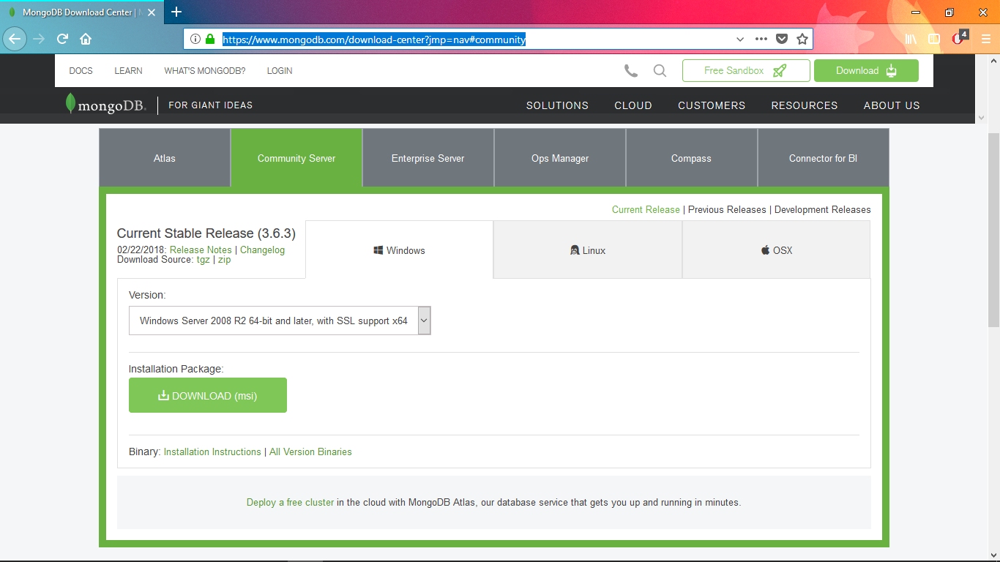 MongoDB Download Center |
https://www.mongodb.com/download-center?jmp=nav#community
4
DOCS LEARN WHAT'S MONGODB? LOGIN Free Sandbox Download
mongoDB. FOR GIANT IDEAS SOLUTIONS CLOUD CUSTOMERS RESOURCES ABOUT US
Atlas Community Server Enterprise Server Ops Manager Compass Connector for BI
Current Release | Previous Releases | Development Releases
Current Stable Release (3.6.3)
02/22/2018: Release Notes | Changelog
Download Source: tgz | zip
Windows Linux OSX
Version:
Windows Server 2008 R2 64-bit and later, with SSL support x64
Installation Package:
DOWNLOAD (msi)
Binary: Installation Instructions | All Version Binaries
Deploy a free cluster in the cloud with MongoDB Atlas, our database service that gets you up and running in minutes.